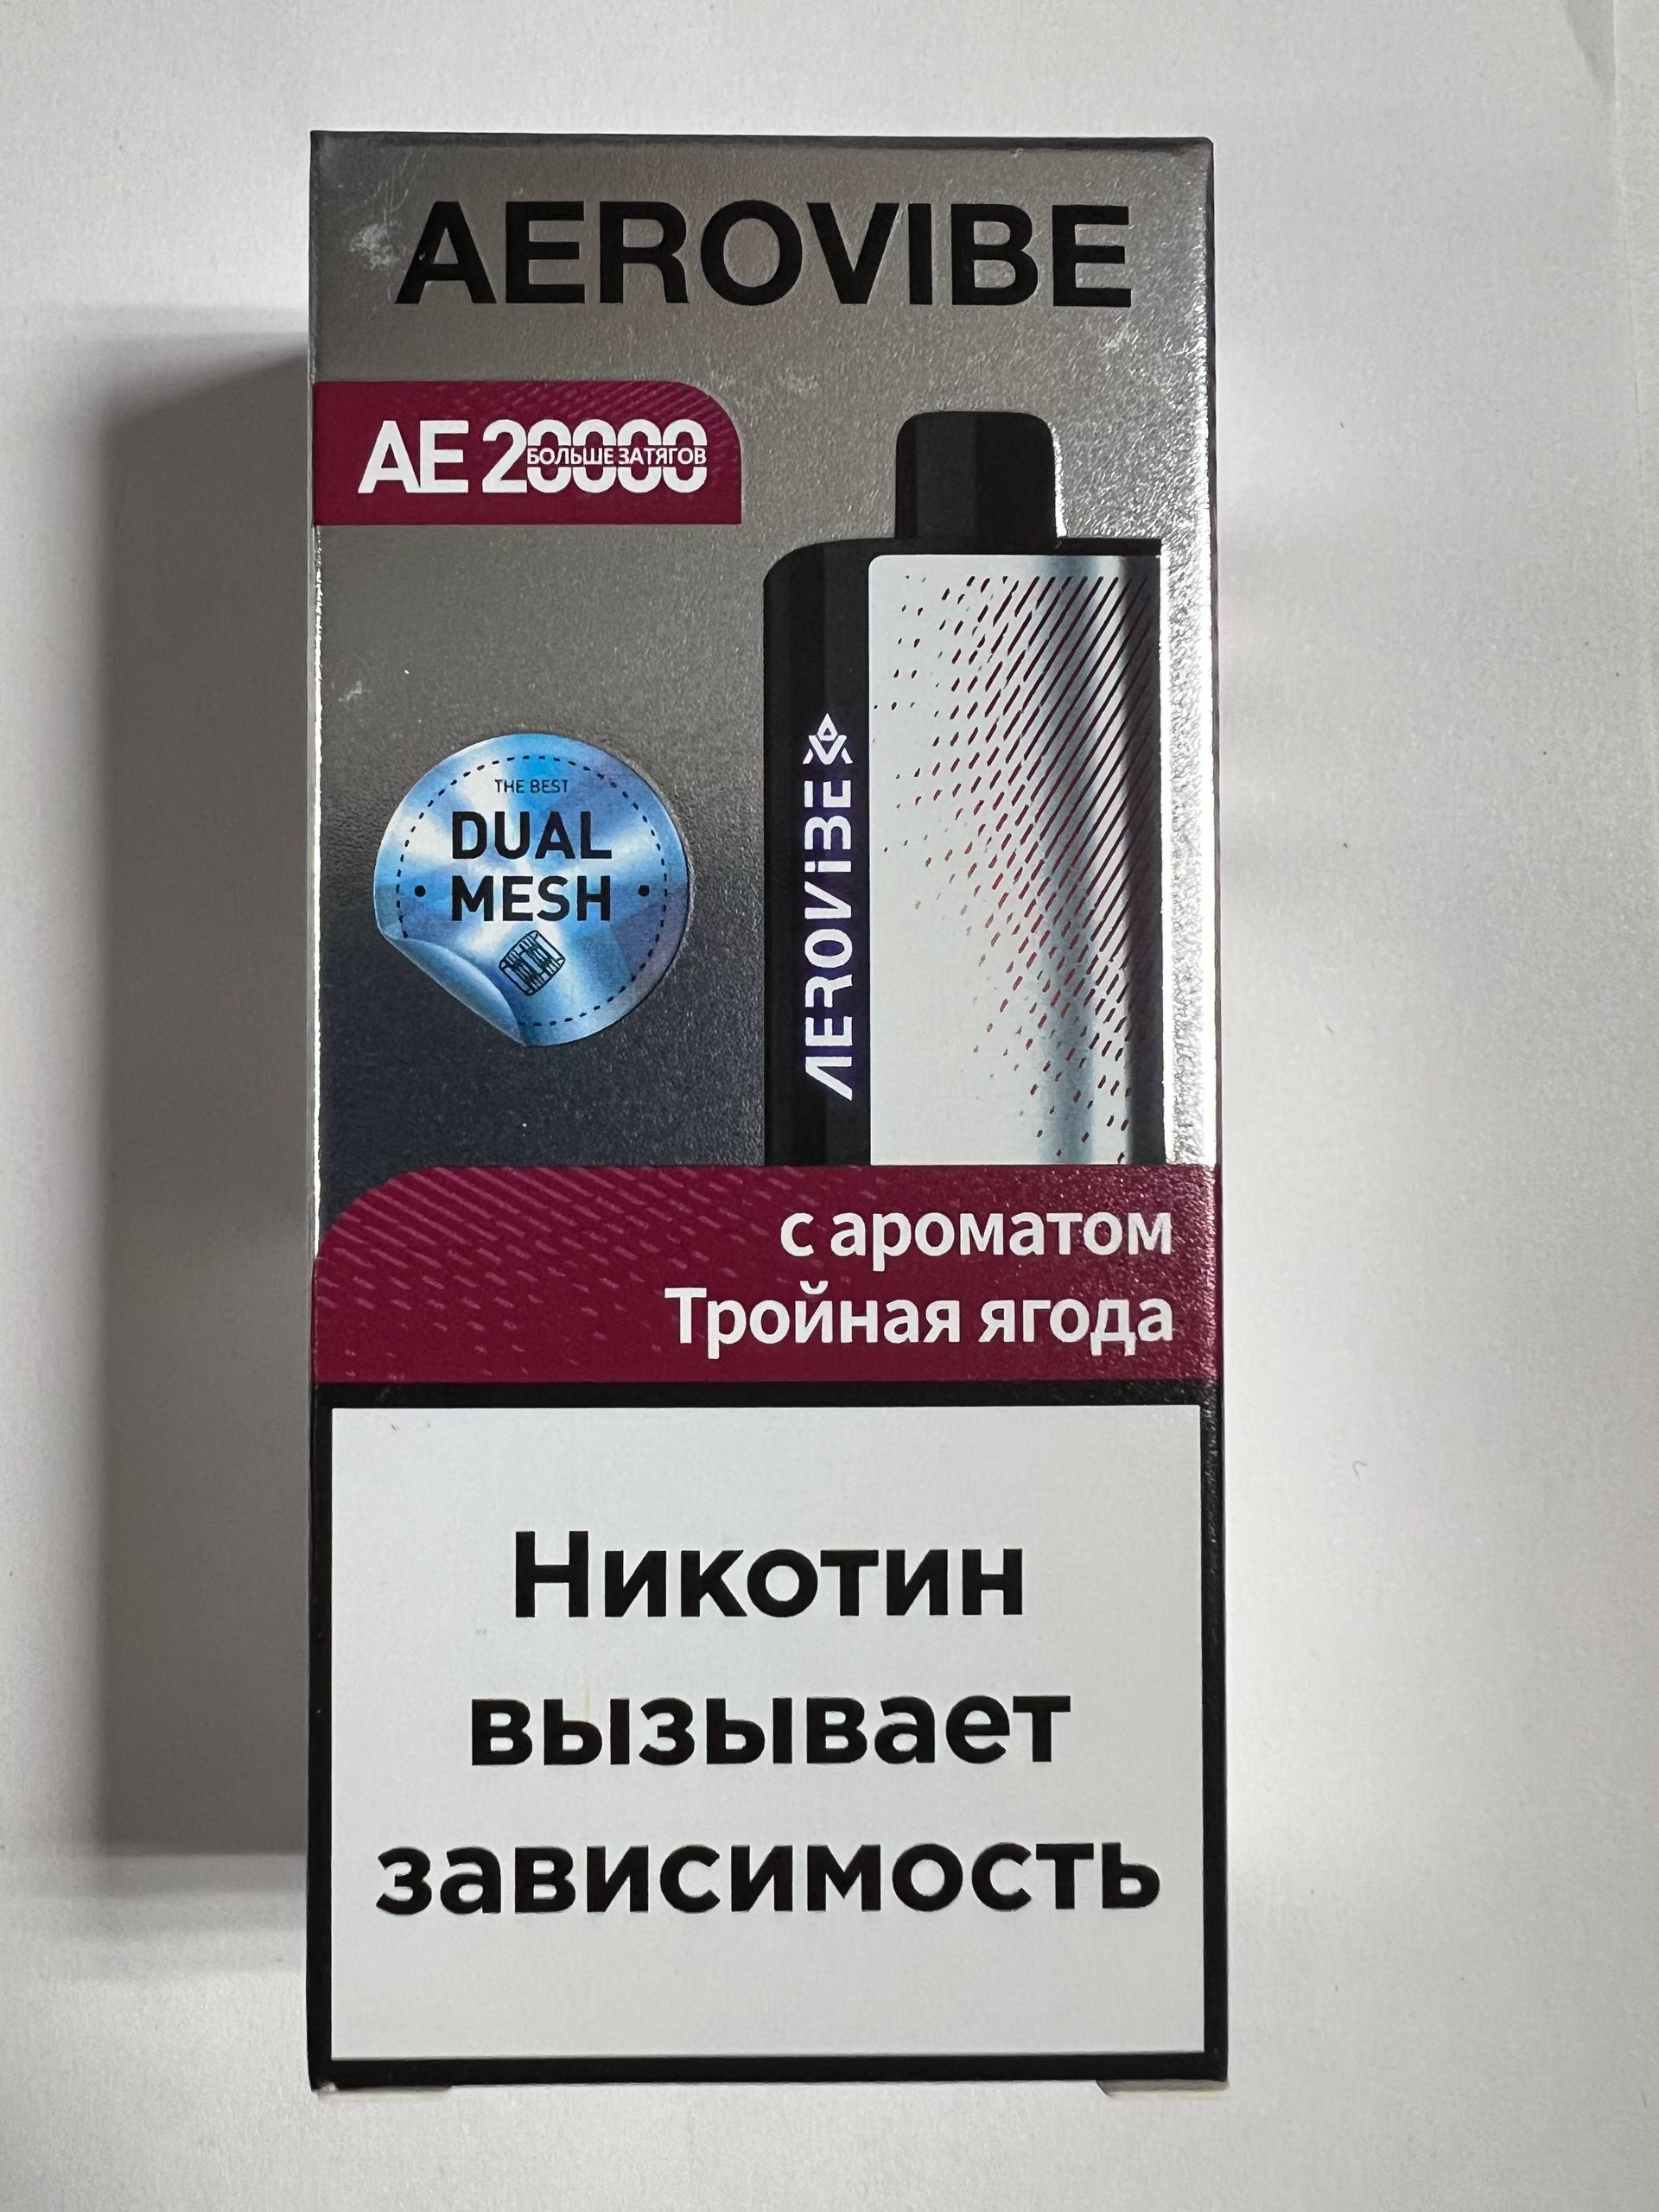 AEROVIBE
AE 20000
БОЛЬШЕ ЗАТЯГОВ
THE BEST
DUAL
MESH
AEROVIBE
с ароматом
Тройная ягода
Никотин
вызывает
зависимость